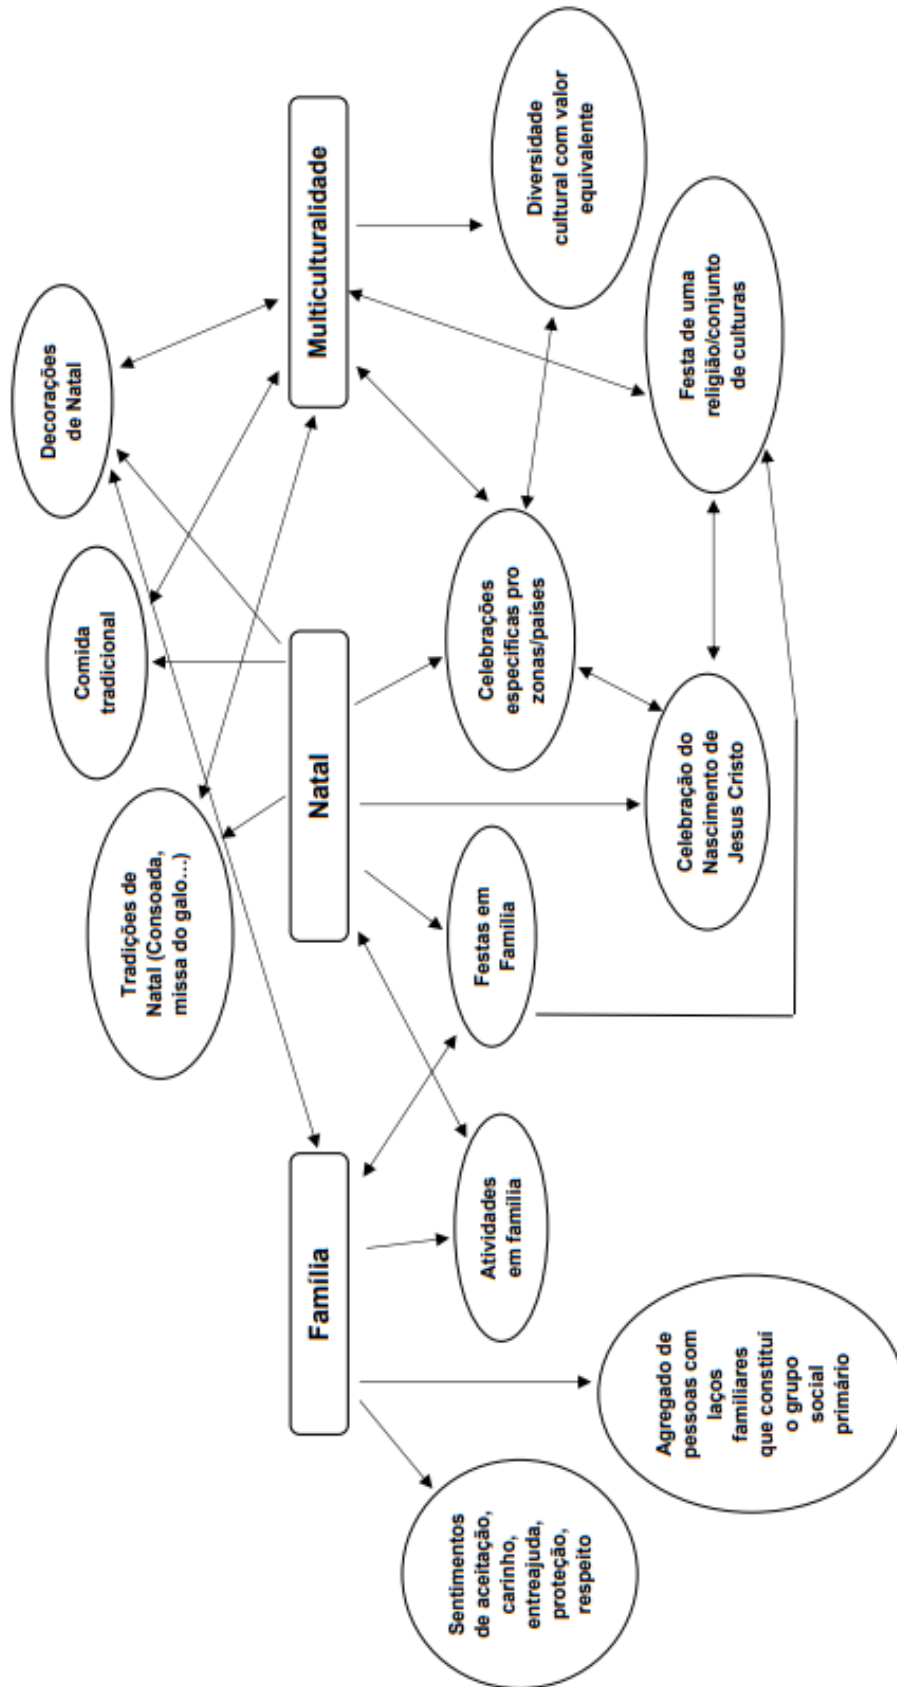 Decorações
de Natal
Comida
tradicional
Tradições de
Natal (Consoada,
missa do galo...)
Família
Natal
Multiculturalidade
Sentimentos
de aceitação,
carinho,
entreajuda,
proteção,
respeito
Agregado de
pessoas com
laços
familiares
que constitui
o grupo
social
primário
Atividades
em família
Festas em
Família
Celebrações
especificas pro
zonas/países
Celebração do
Nascimento de
Jesus Cristo
Diversidade
cultural com valor
equivalente
Festa de uma
religião/conjunto
de culturas